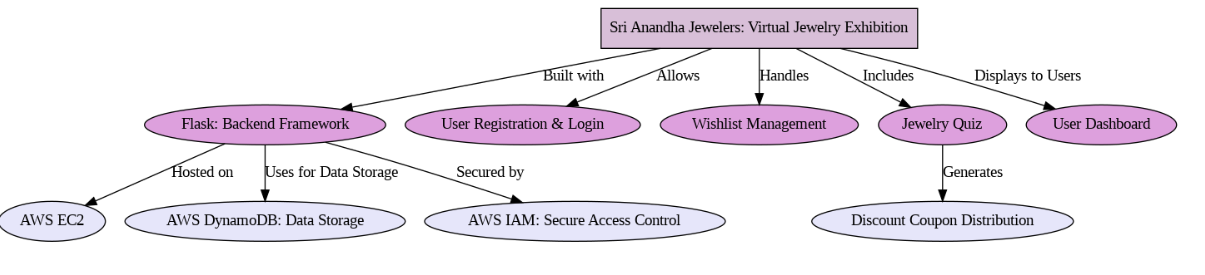 Sri Anandha Jewelers: Virtual Jewelry Exhibition
Built with
Allows
Handles
Includes
Displays to Users
Flask: Backend Framework
User Registration & Login
Wishlist Management
Jewelry Quiz
User Dashboard
Hosted on
Uses for Data Storage
Secured by
Generates
AWS EC2
AWS DynamoDB: Data Storage
AWS IAM: Secure Access Control
Discount Coupon Distribution